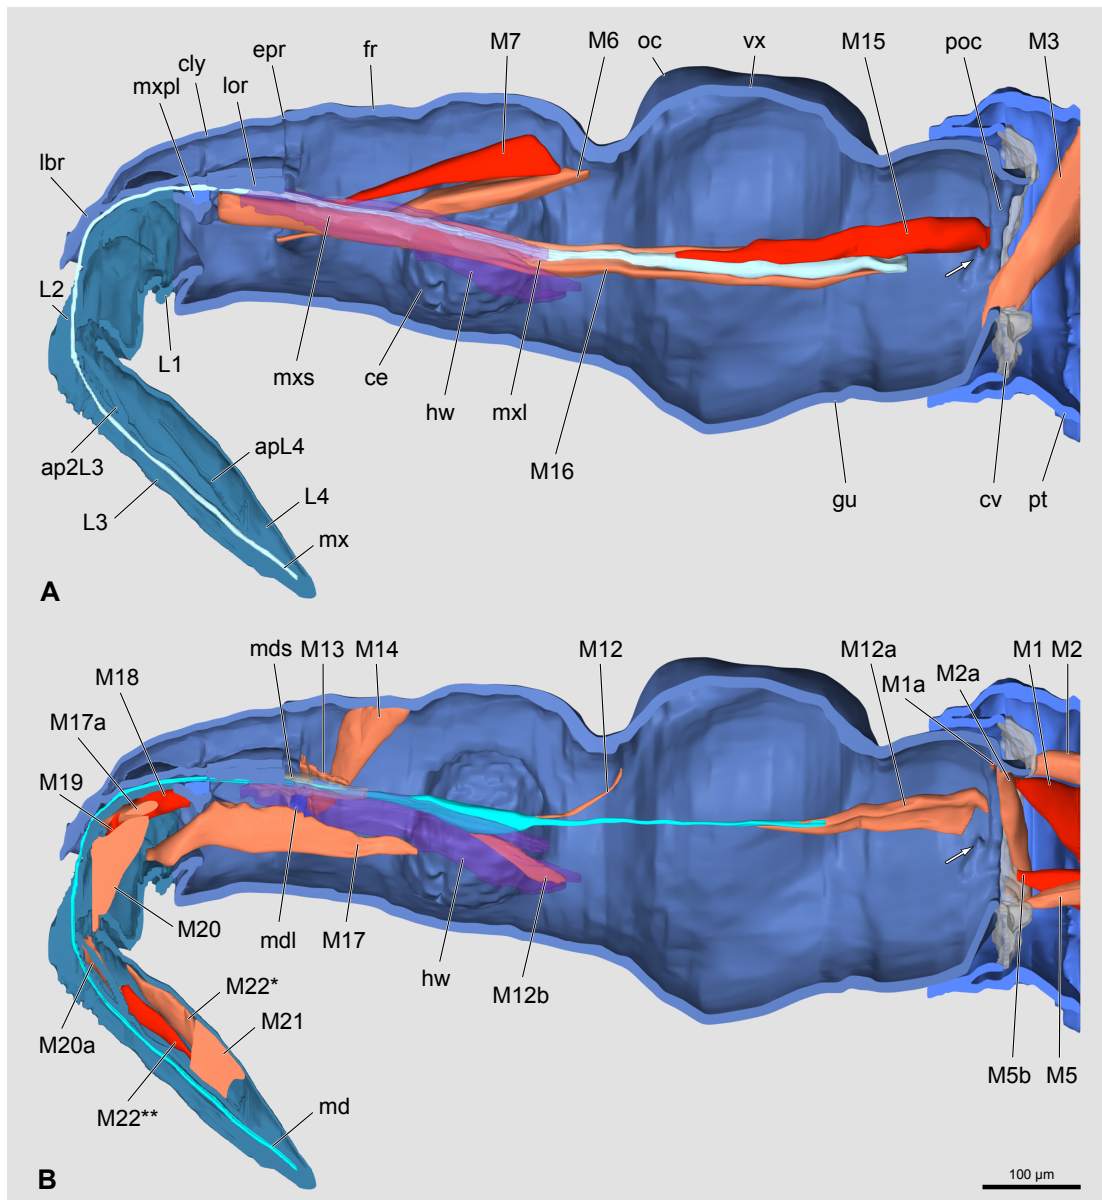 epr fr M7 M6 oc vx M15 poc M3
cly
mxpl lor
lbr
L2
L1
mxs ce hw mxl
M16
ap2L3 apL4
L4
L3
gu cv pt
mx
A
mds M13 M14 M12 M12a M1 M2
M18 M1a M2a
M17a
M19
M20 mdl M17 hw M12b
M22*
M20a M21
M22**
M5b M5
md
B
100 µm